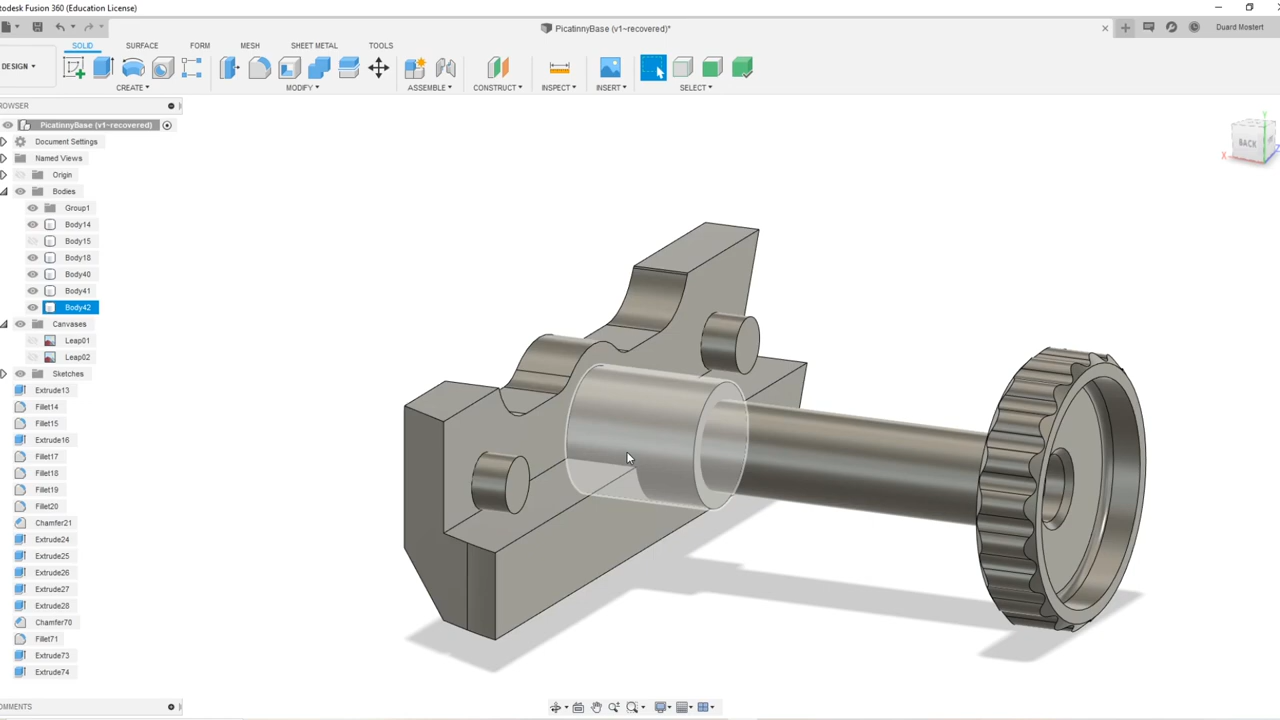 utodesk Fusion 360 (Education License)
PicatinnyBase (v1~recovered)*
Duard Mostert
SOLID SURFACE FORM MESH SHEET METAL TOOLS
DESIGN
CREATE MODIFY ASSEMBLE CONSTRUCT INSPECT INSERT SELECT
ROWSER
PicatinnyBase (v1~recovered)
Document Settings
Named Views
Origin
Bodies
Group1
Body14
Body15
Body18
Body40
Body41
Body42
Canvases
Leap01
Leap02
Sketches
Extrude13
Fillet14
Fillet15
Extrude16
Fillet17
Fillet18
Fillet19
Fillet20
Chamfer21
Extrude24
Extrude25
Extrude26
Extrude27
Extrude28
Chamfer70
Fillet71
Extrude73
Extrude74
OMMENTS
Y
BACK
X
Z